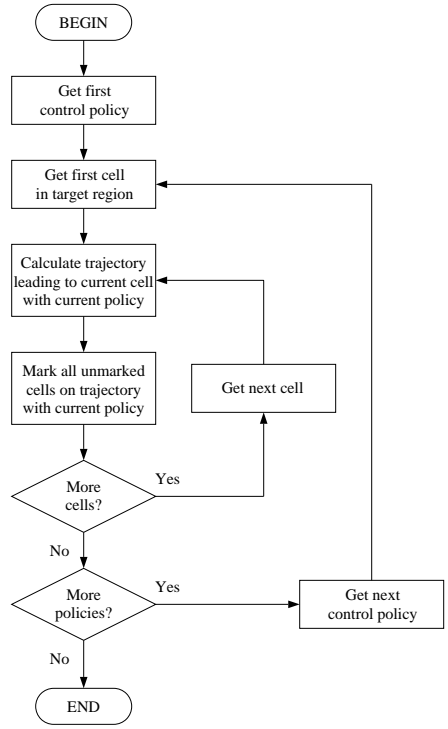 BEGIN
Get first
control policy
Get first cell
in target region
Calculate trajectory
leading to current cell
with current policy
Mark all unmarked
cells on trajectory
with current policy
Get next cell
More
cells?
Yes
No
More
policies?
Yes
Get next
control policy
No
END